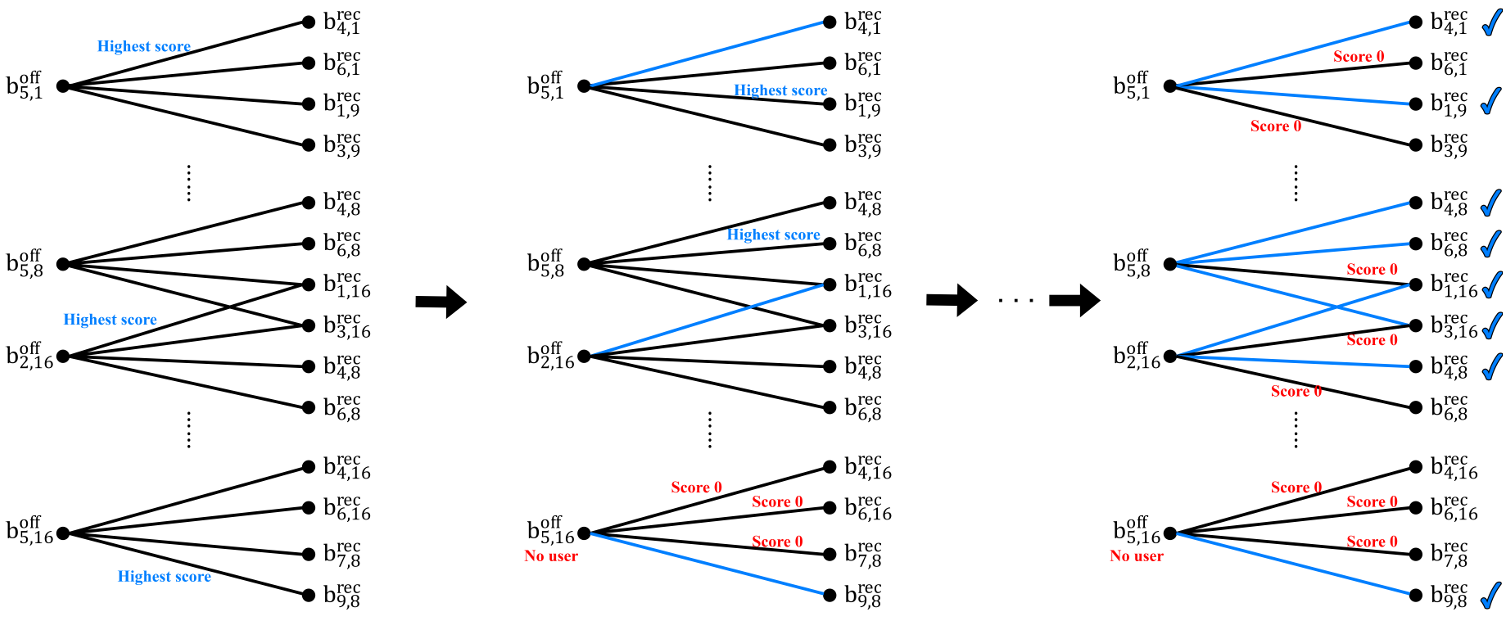 b^off_5,1
Highest score
b^rec_4,1
b^rec_6,1
b^rec_1,9
b^rec_3,9
b^off_5,8
b^rec_4,8
b^rec_6,8
b^rec_1,16
Highest score
b^off_2,16
b^rec_3,16
b^rec_4,8
b^rec_6,8
b^off_5,16
b^rec_4,16
b^rec_6,16
b^rec_7,8
Highest score
b^rec_9,8
b^off_5,1
b^rec_4,1
b^rec_6,1
Highest score
b^rec_1,9
b^rec_3,9
b^off_5,8
b^rec_4,8
Highest score
b^rec_6,8
b^rec_1,16
b^off_2,16
b^rec_3,16
b^rec_4,8
b^rec_6,8
b^off_5,16
No user
Score 0
b^rec_4,16
Score 0
b^rec_6,16
Score 0
b^rec_7,8
b^rec_9,8
b^off_5,1
b^rec_4,1
Score 0
b^rec_6,1
b^rec_1,9
Score 0
b^rec_3,9
b^off_5,8
b^rec_4,8
b^rec_6,8
Score 0
b^rec_1,16
b^off_2,16
b^rec_3,16
Score 0
b^rec_4,8
Score 0
b^rec_6,8
b^off_5,16
No user
Score 0
b^rec_4,16
Score 0
b^rec_6,16
Score 0
b^rec_7,8
b^rec_9,8